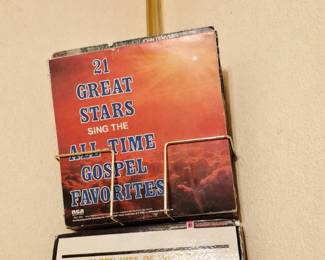 21
GREAT
STARS
SING THE
ALL TIME
GOSPEL
FAVORITES
RCA